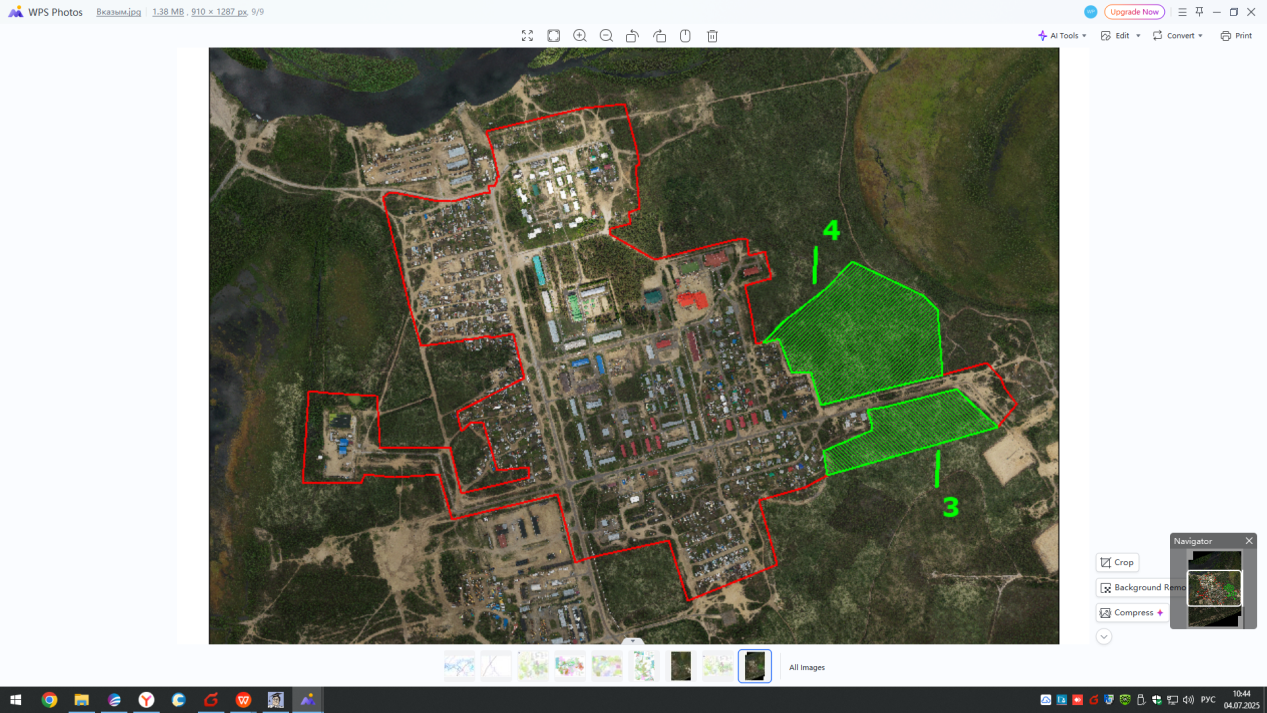 WPS Photos Вказым.jpg 1.38 MB, 910 × 1287 px, 9/9 Upgrade Now
AI Tools Edit Convert Print
4
3
Navigator
Crop
Background Remo
Compress
All Images
РУС 10:44
04.07.2025